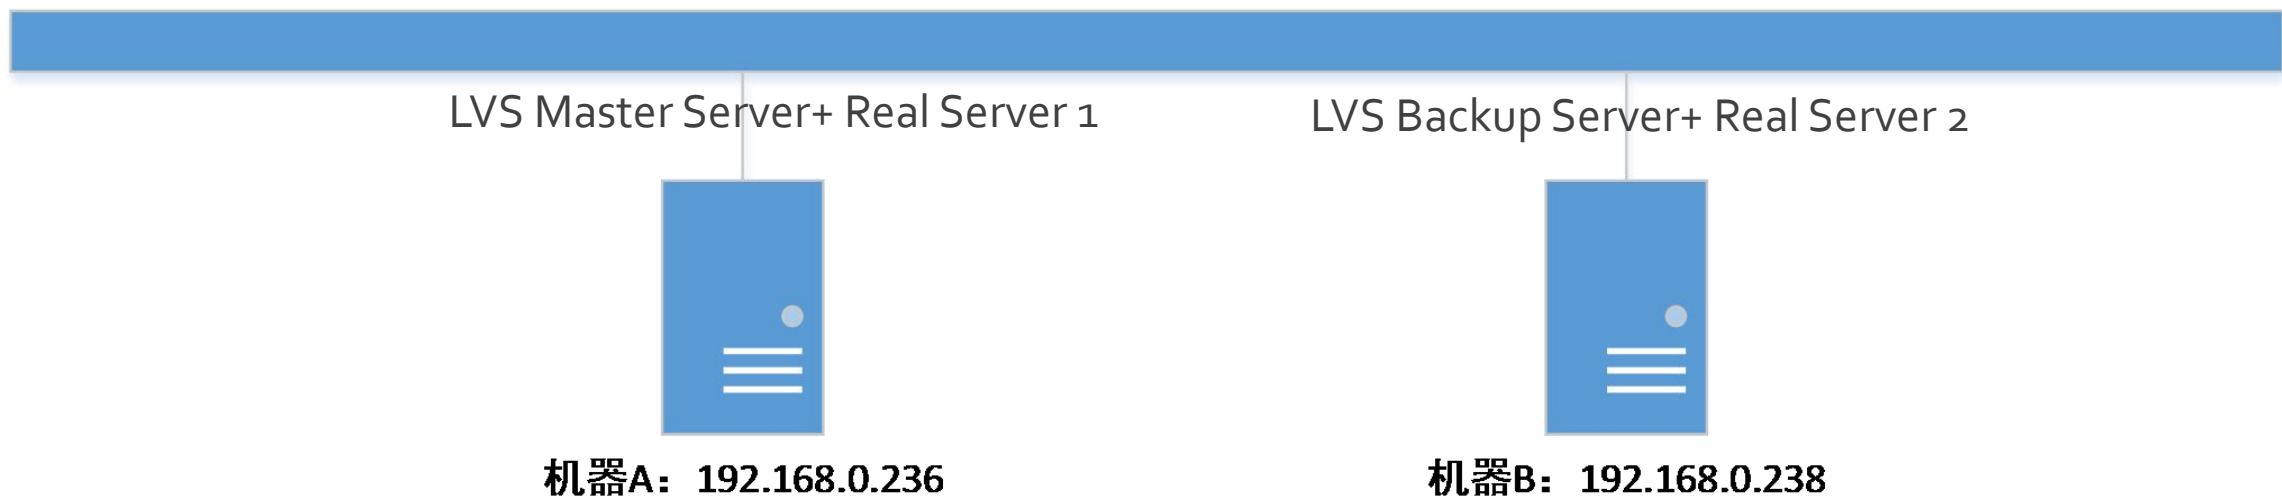 LVS Master Server+ Real Server 1
LVS Backup Server+ Real Server 2
机器A：192.168.0.236
机器B：192.168.0.238